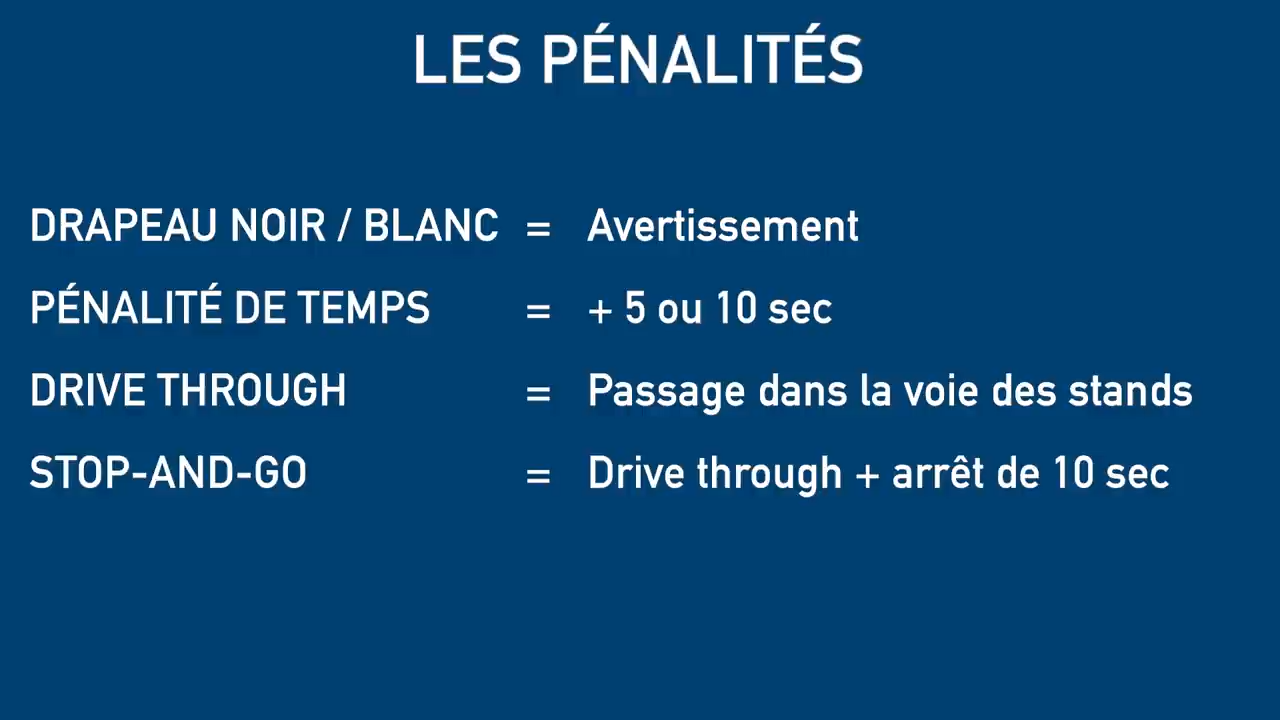 LES PÉNALITÉS
DRAPEAU NOIR / BLANC = Avertissement
PÉNALITÉ DE TEMPS = + 5 ou 10 sec
DRIVE THROUGH = Passage dans la voie des stands
STOP-AND-GO = Drive through + arrêt de 10 sec